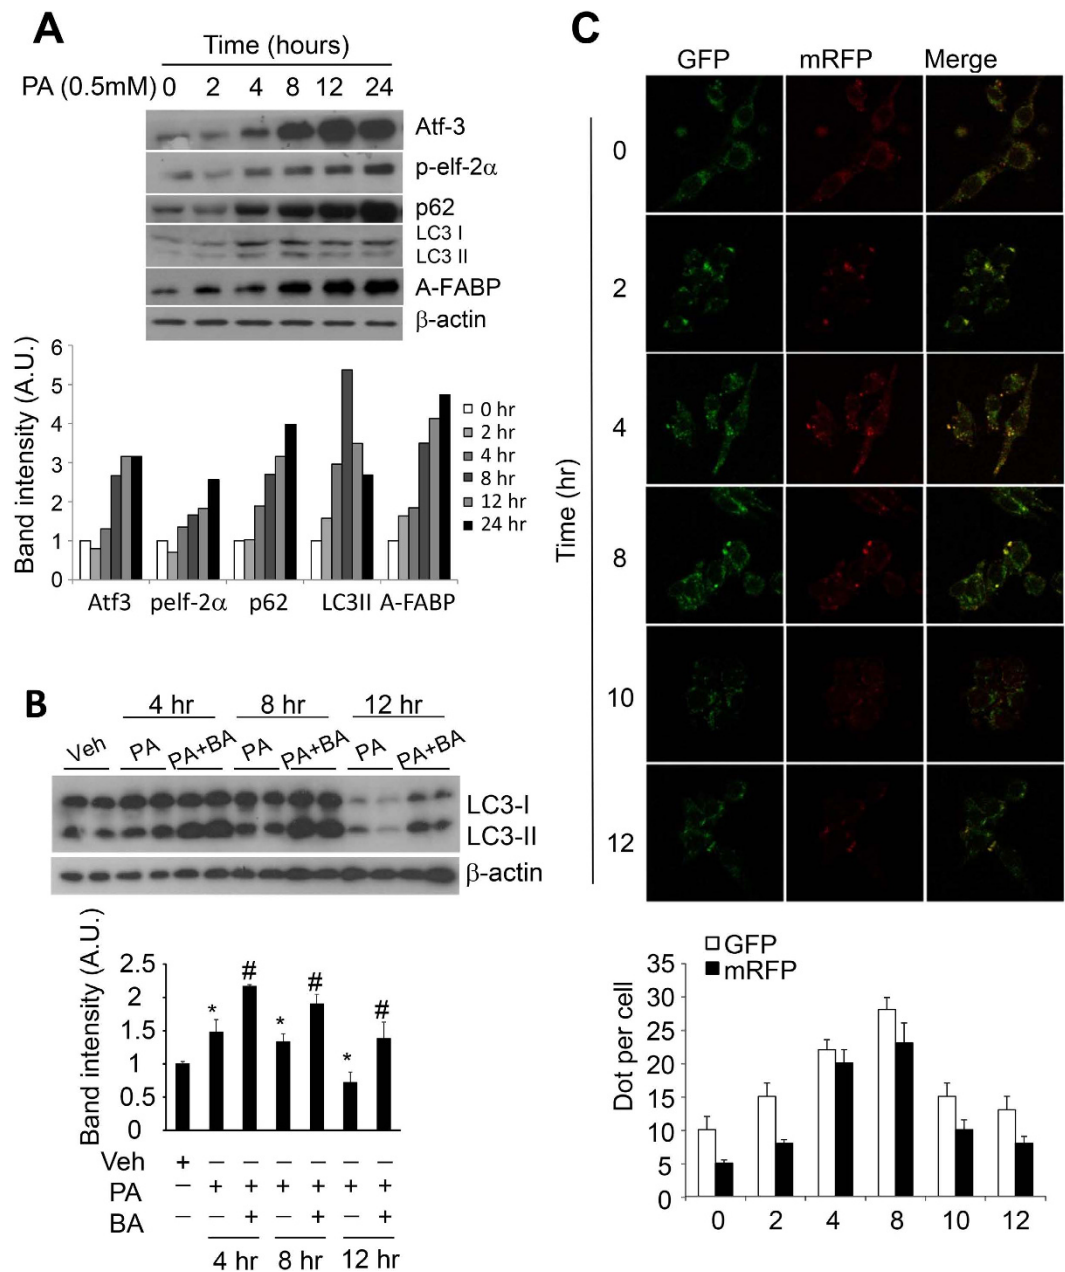 A
Time (hours)
PA (0.5mM) 0 2 4 8 12 24
Atf-3
p-elf-2α
p62
LC3 I
LC3 II
A-FABP
β-actin
Band intensity (A.U.)
6
5
4
3
2
1
0
0 hr
2 hr
4 hr
8 hr
12 hr
24 hr
Atf3 pelf-2α p62 LC3II A-FABP
B
4 hr 8 hr 12 hr
Veh PA PA+BA PA PA+BA PA PA+BA
LC3-I
LC3-II
β-actin
Band intensity (A.U.)
2.5
2
1.5
1
0.5
0
* # * # * #
Veh + − − − − − −
PA − + + + + + +
BA − − + − + − +
4 hr 8 hr 12 hr
C
GFP mRFP Merge
Time (hr)
0
2
4
8
10
12
GFP
mRFP
Dot per cell
35
30
25
20
15
10
5
0
0 2 4 8 10 12